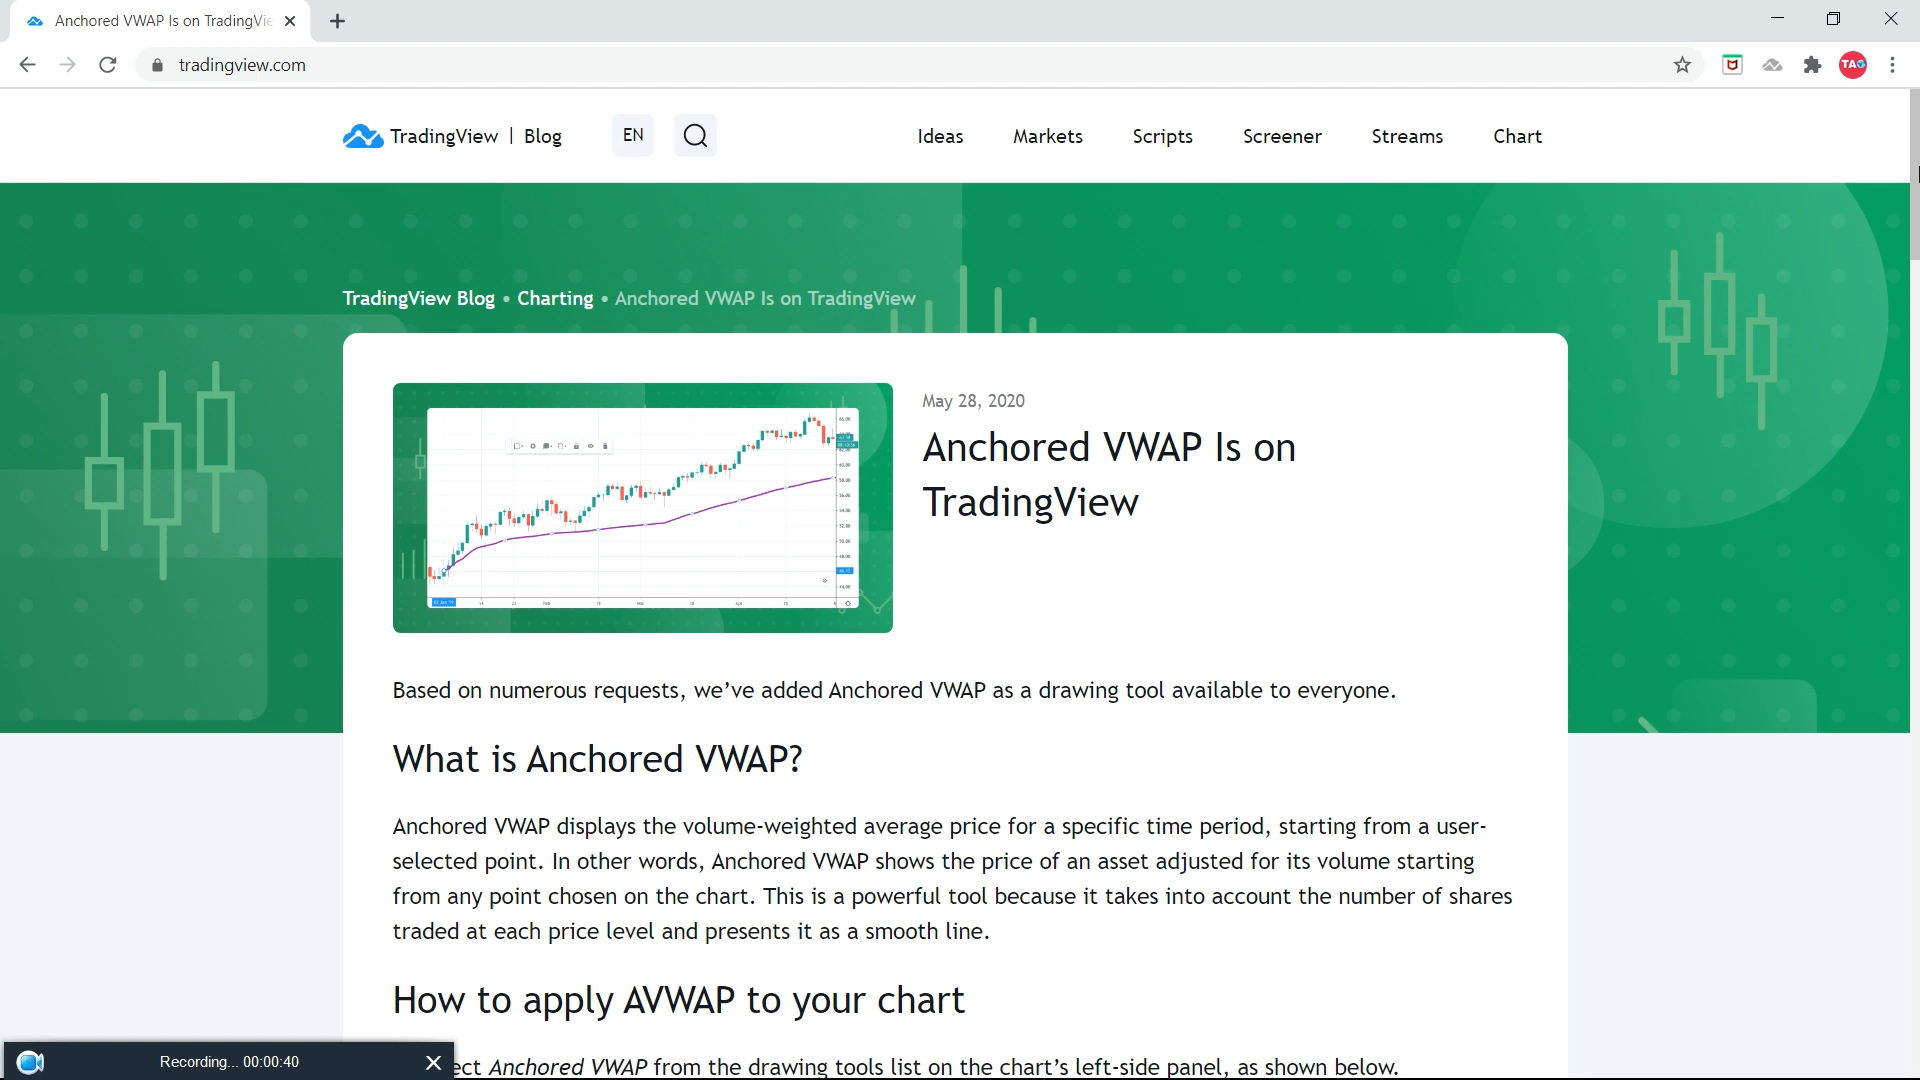 Anchored VWAP Is on TradingVie
tradingview.com
TAG
TradingView | Blog
EN
Ideas
Markets
Scripts
Screener
Streams
Chart
TradingView Blog • Charting • Anchored VWAP Is on TradingView
May 28, 2020
Anchored VWAP Is on
TradingView
Based on numerous requests, we’ve added Anchored VWAP as a drawing tool available to everyone.
What is Anchored VWAP?
Anchored VWAP displays the volume-weighted average price for a specific time period, starting from a user-
selected point. In other words, Anchored VWAP shows the price of an asset adjusted for its volume starting
from any point chosen on the chart. This is a powerful tool because it takes into account the number of shares
traded at each price level and presents it as a smooth line.
How to apply AVWAP to your chart
ect Anchored VWAP from the drawing tools list on the chart’s left-side panel, as shown below.
Recording... 00:00:40